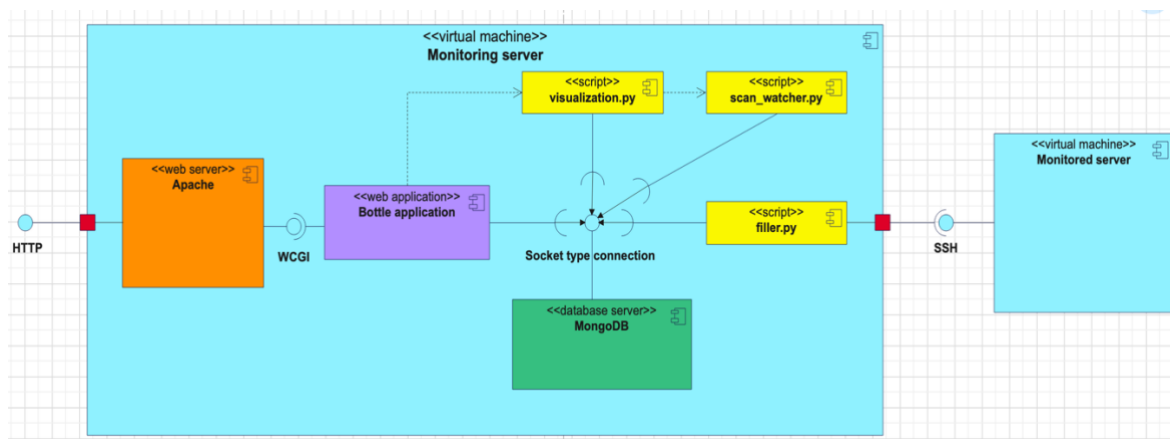 <<virtual machine>>
Monitoring server
<<script>>
visualization.py
<<script>>
scan_watcher.py
<<virtual machine>>
Monitored server
<<web server>>
Apache
<<web application>>
Bottle application
<<script>>
filler.py
HTTP
WCGI
Socket type connection
SSH
<<database server>>
MongoDB